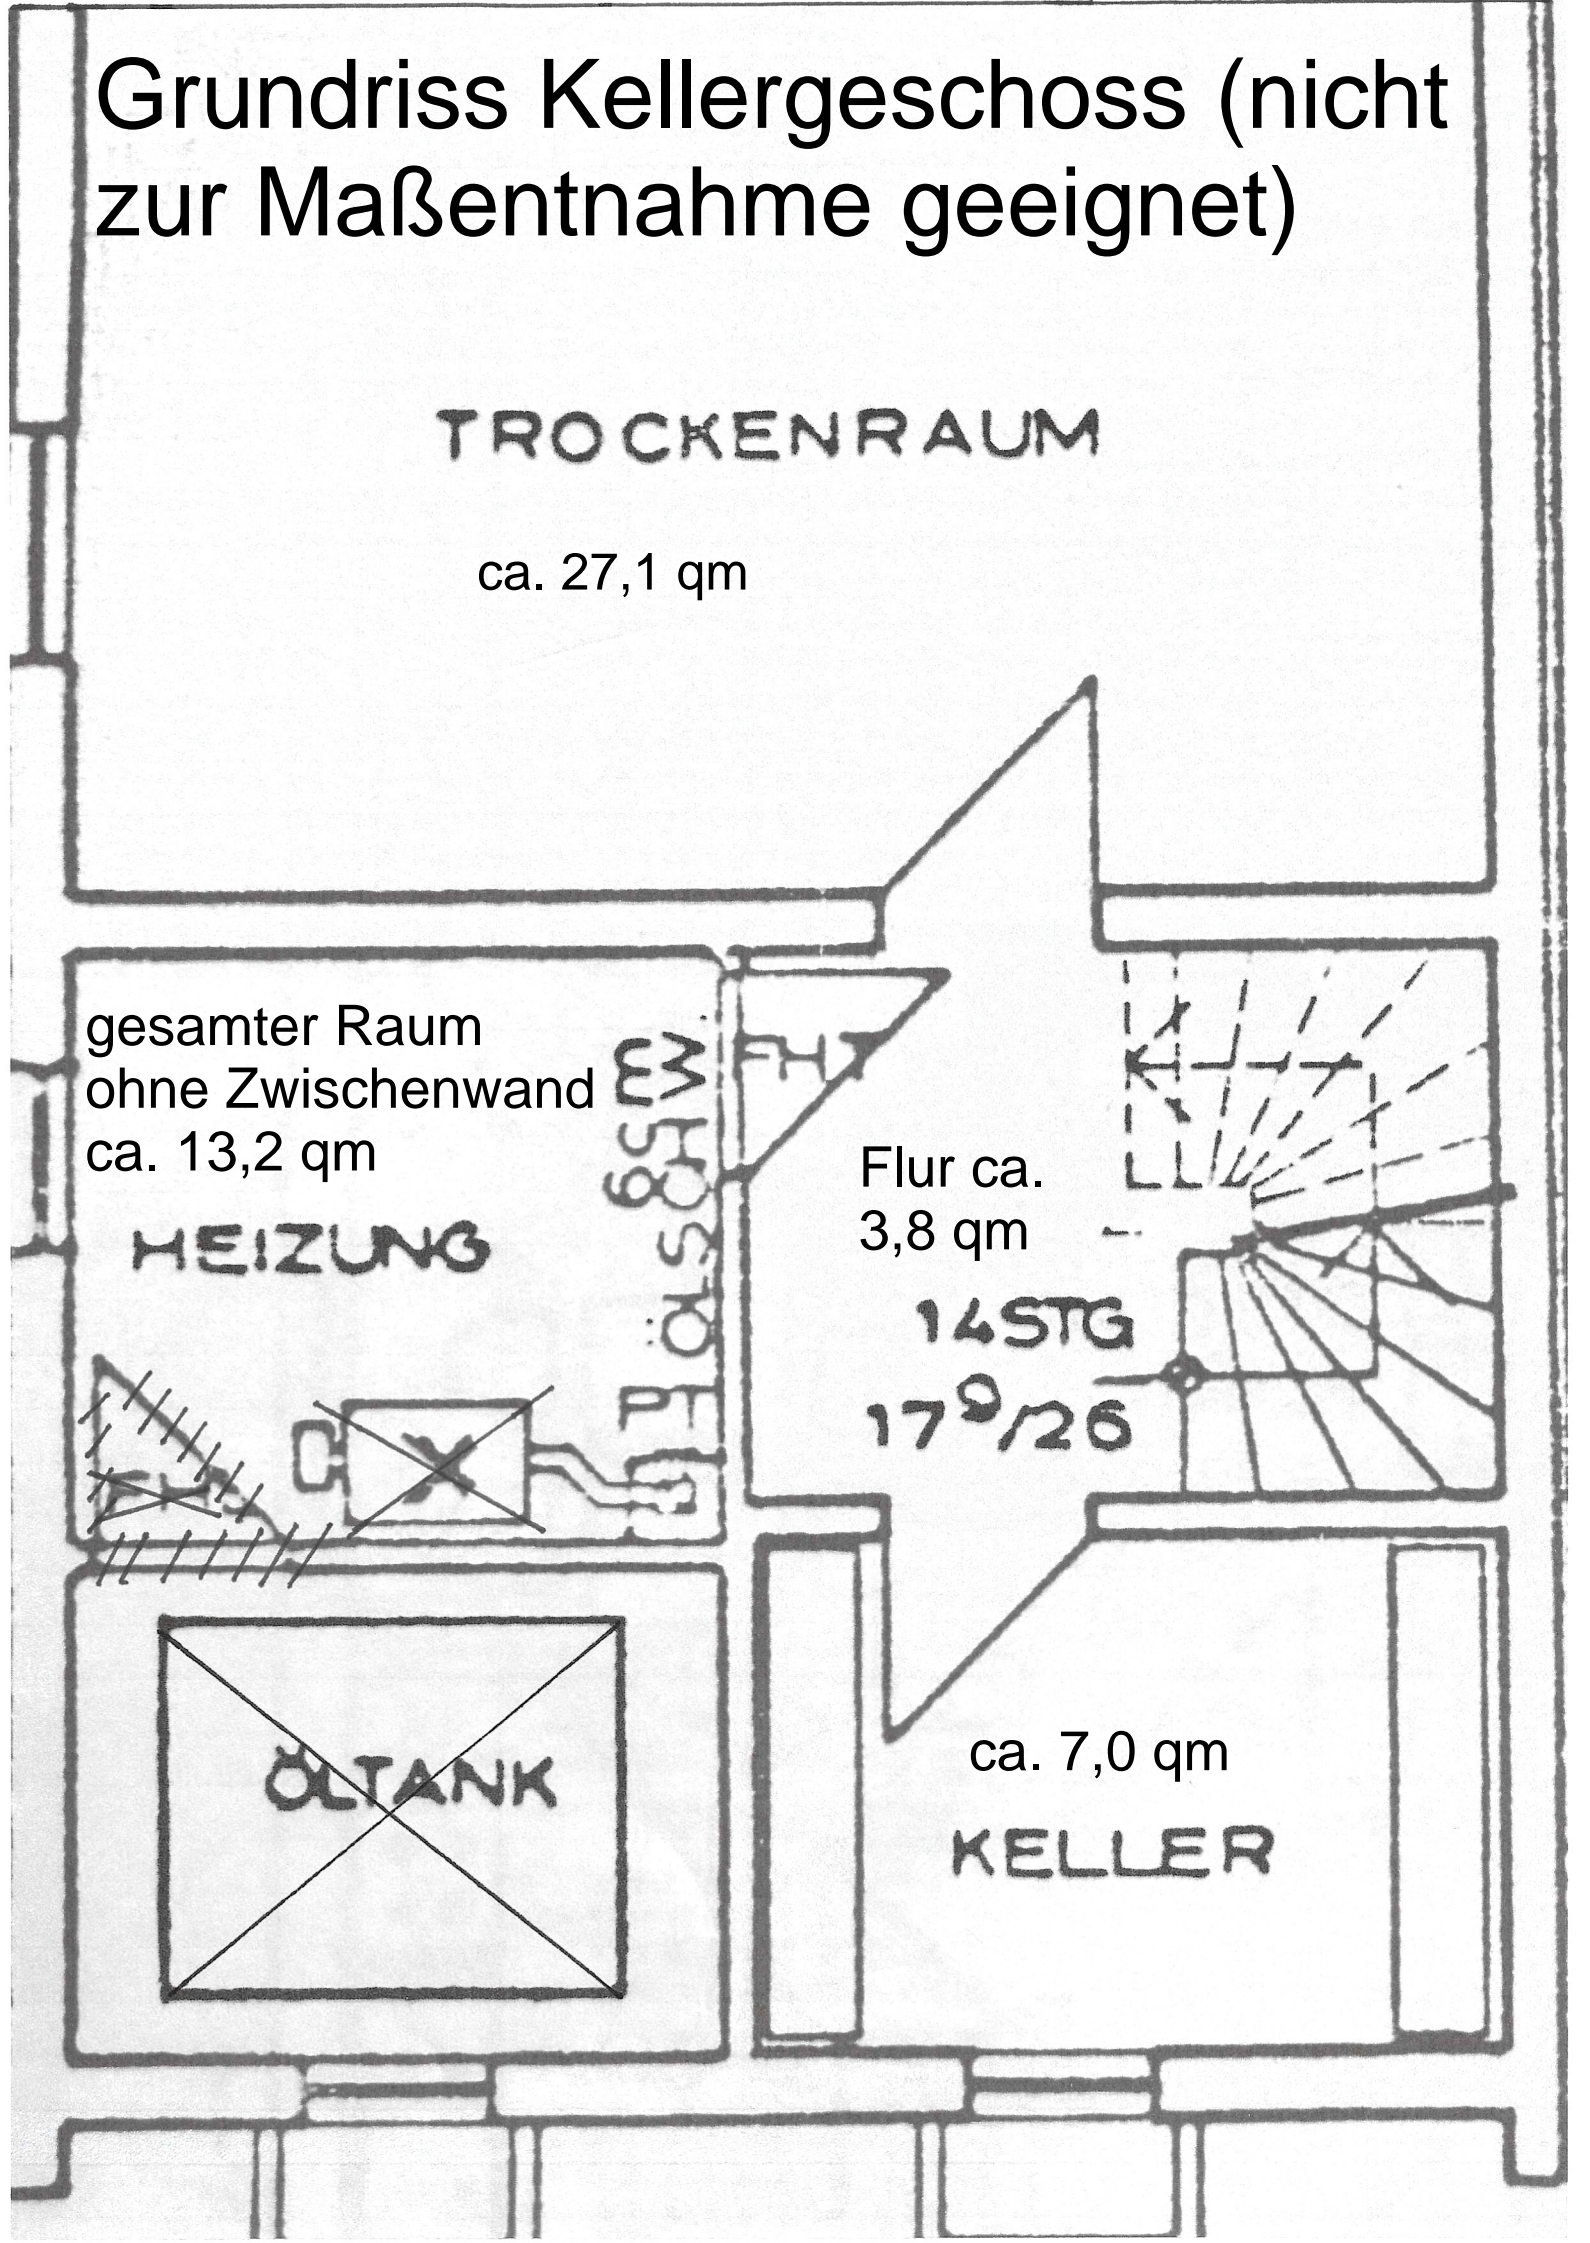 Grundriss Kellergeschoss (nicht
zur Maßentnahme geeignet)
TROCKENRAUM
ca. 27,1 qm
gesamter Raum
ohne Zwischenwand
ca. 13,2 qm
HEIZUNG
FH
Flur ca.
3,8 qm
14STG
17⁹/26
ÖLTANK
ca. 7,0 qm
KELLER